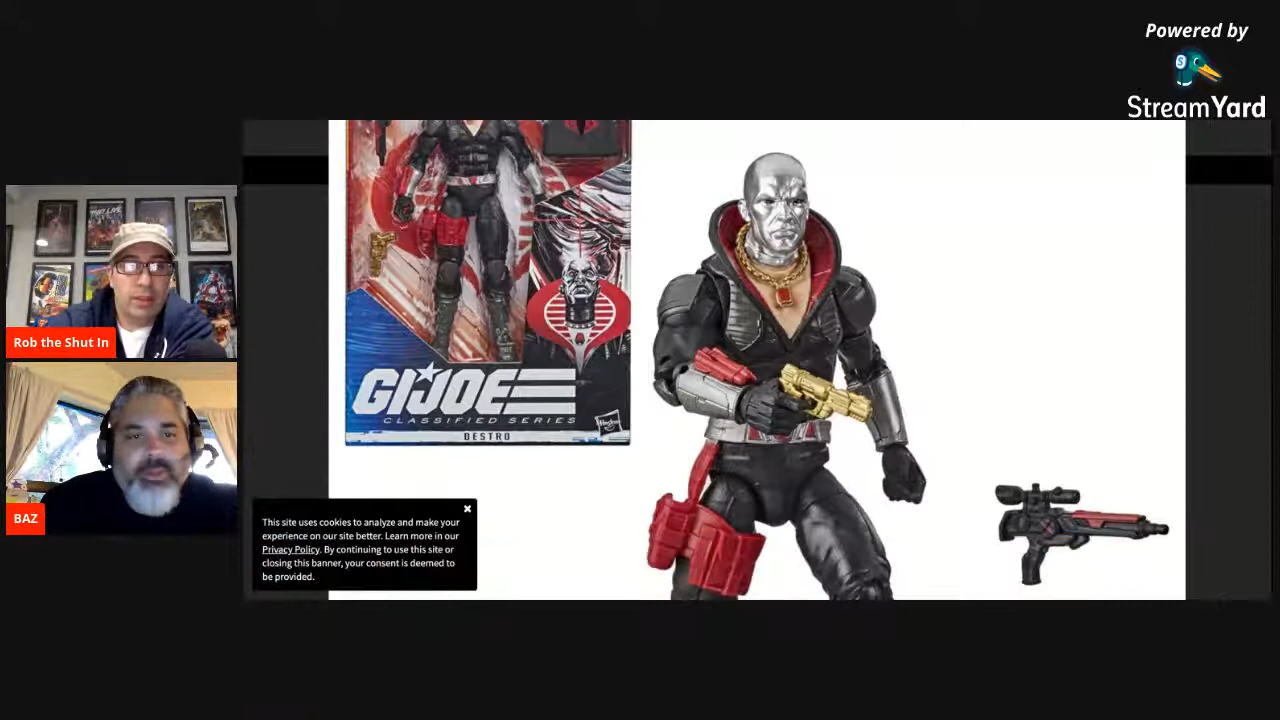 Powered by
StreamYard
Rob the Shut In
BAZ
GIJOE
CLASSIFIED SERIES
DESTRO
Hasbro
This site uses cookies to analyze and make your
experience on our site better. Learn more in our
Privacy Policy. By continuing to use this site or
closing this banner, your consent is deemed to
be provided.